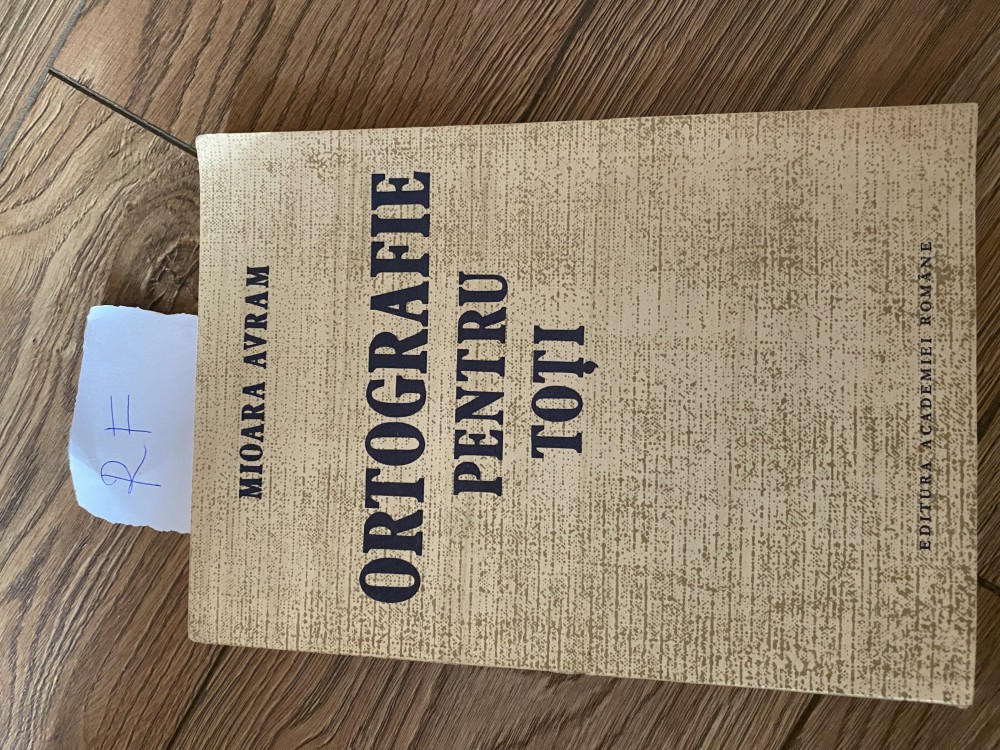 RF
MIOARA AVRAM
ORTOGRAFIE
PENTRU
TOȚI
EDITURA ACADEMIEI ROMÂNE